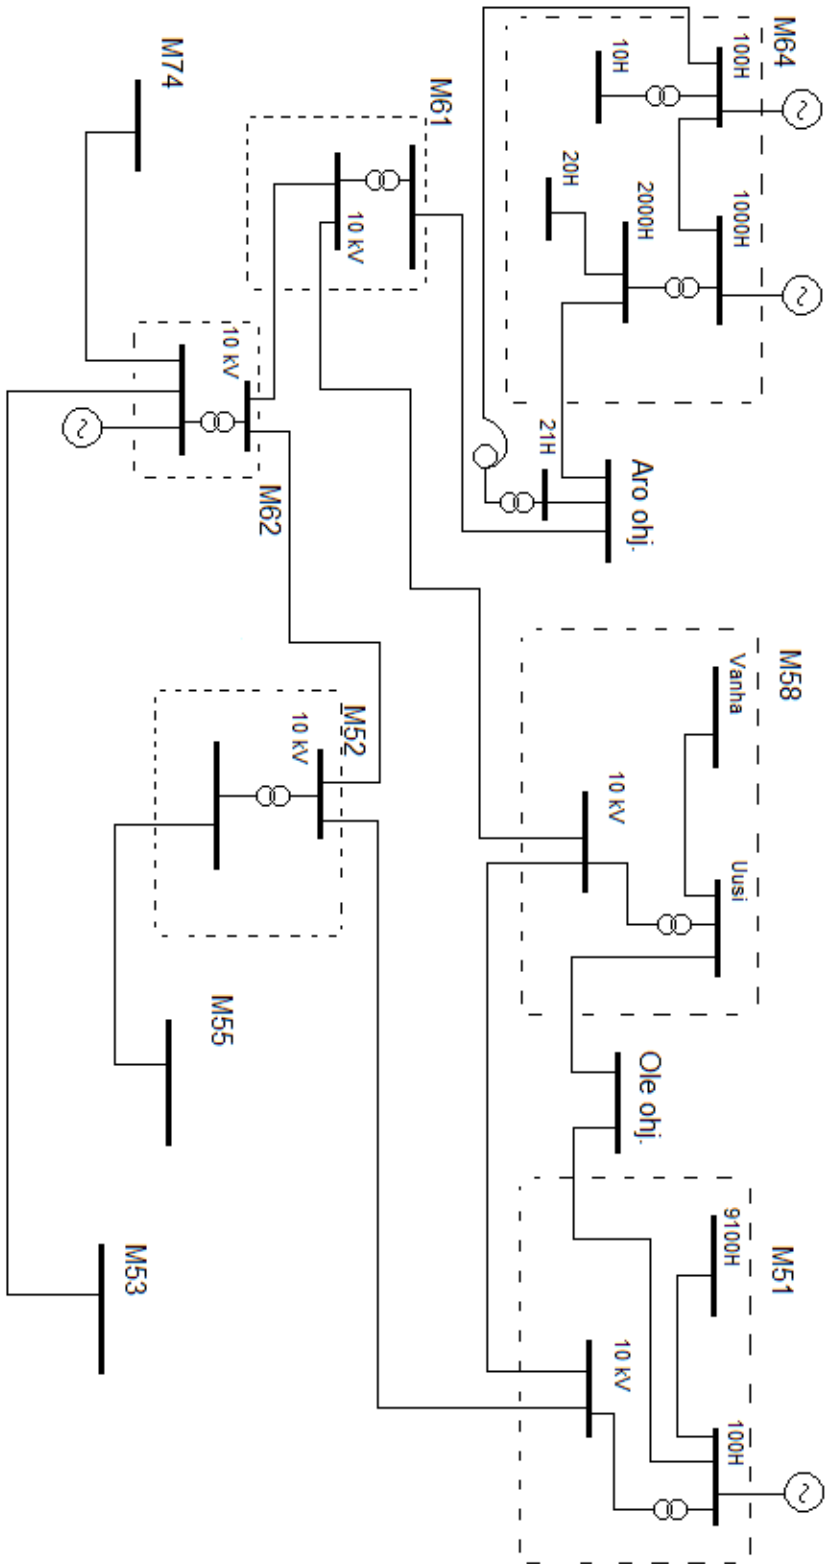 M64
100H
1000H
10H
2000H
20H
Aro ohj.
21H
M61
10 kV
M74
10 kV
M62
M58
Vanha
Uusi
10 kV
M52
10 kV
M55
Ole ohj.
M51
9100H
100H
10 kV
M53